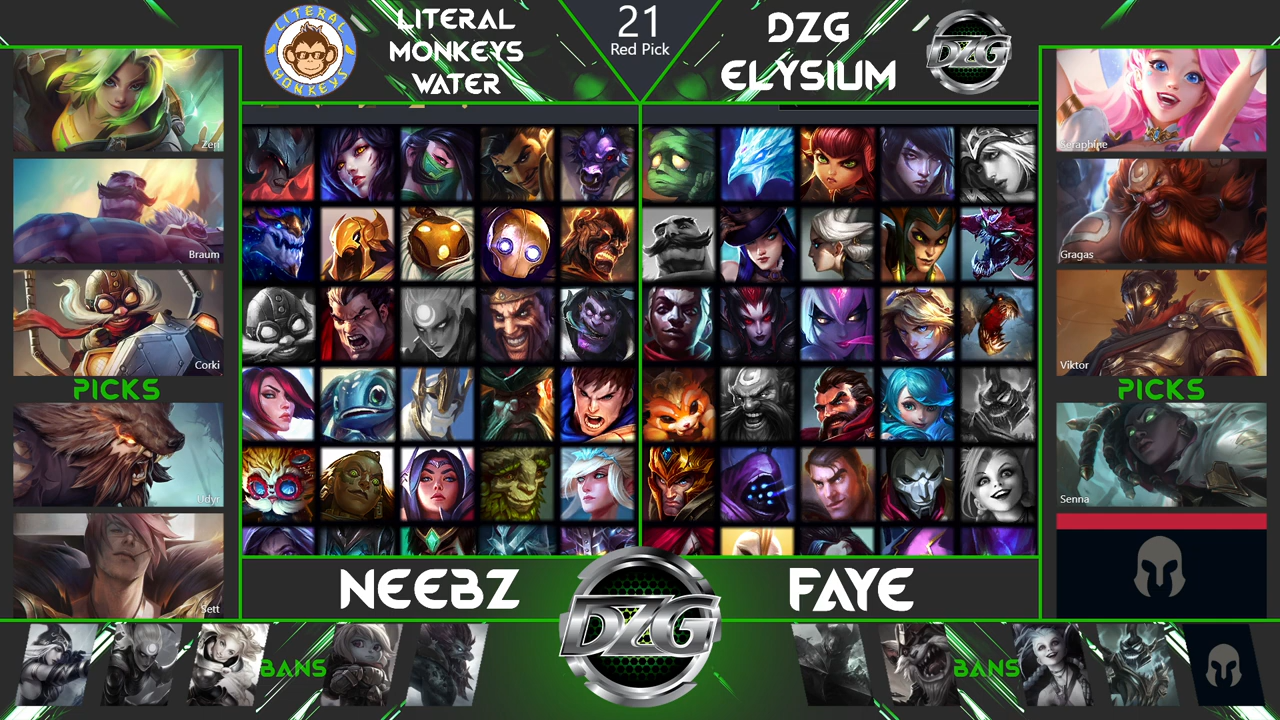 LITERAL
MONKEYS
LITERAL
MONKEYS
WATER
21
Red Pick
DZG
ELYSIUM
DZG
Zeri
Braum
Corki
PICKS
Udyr
Sett
Seraphine
Gragas
Viktor
PICKS
Senna
NEEBZ
DZG
FAYE
BANS
BANS